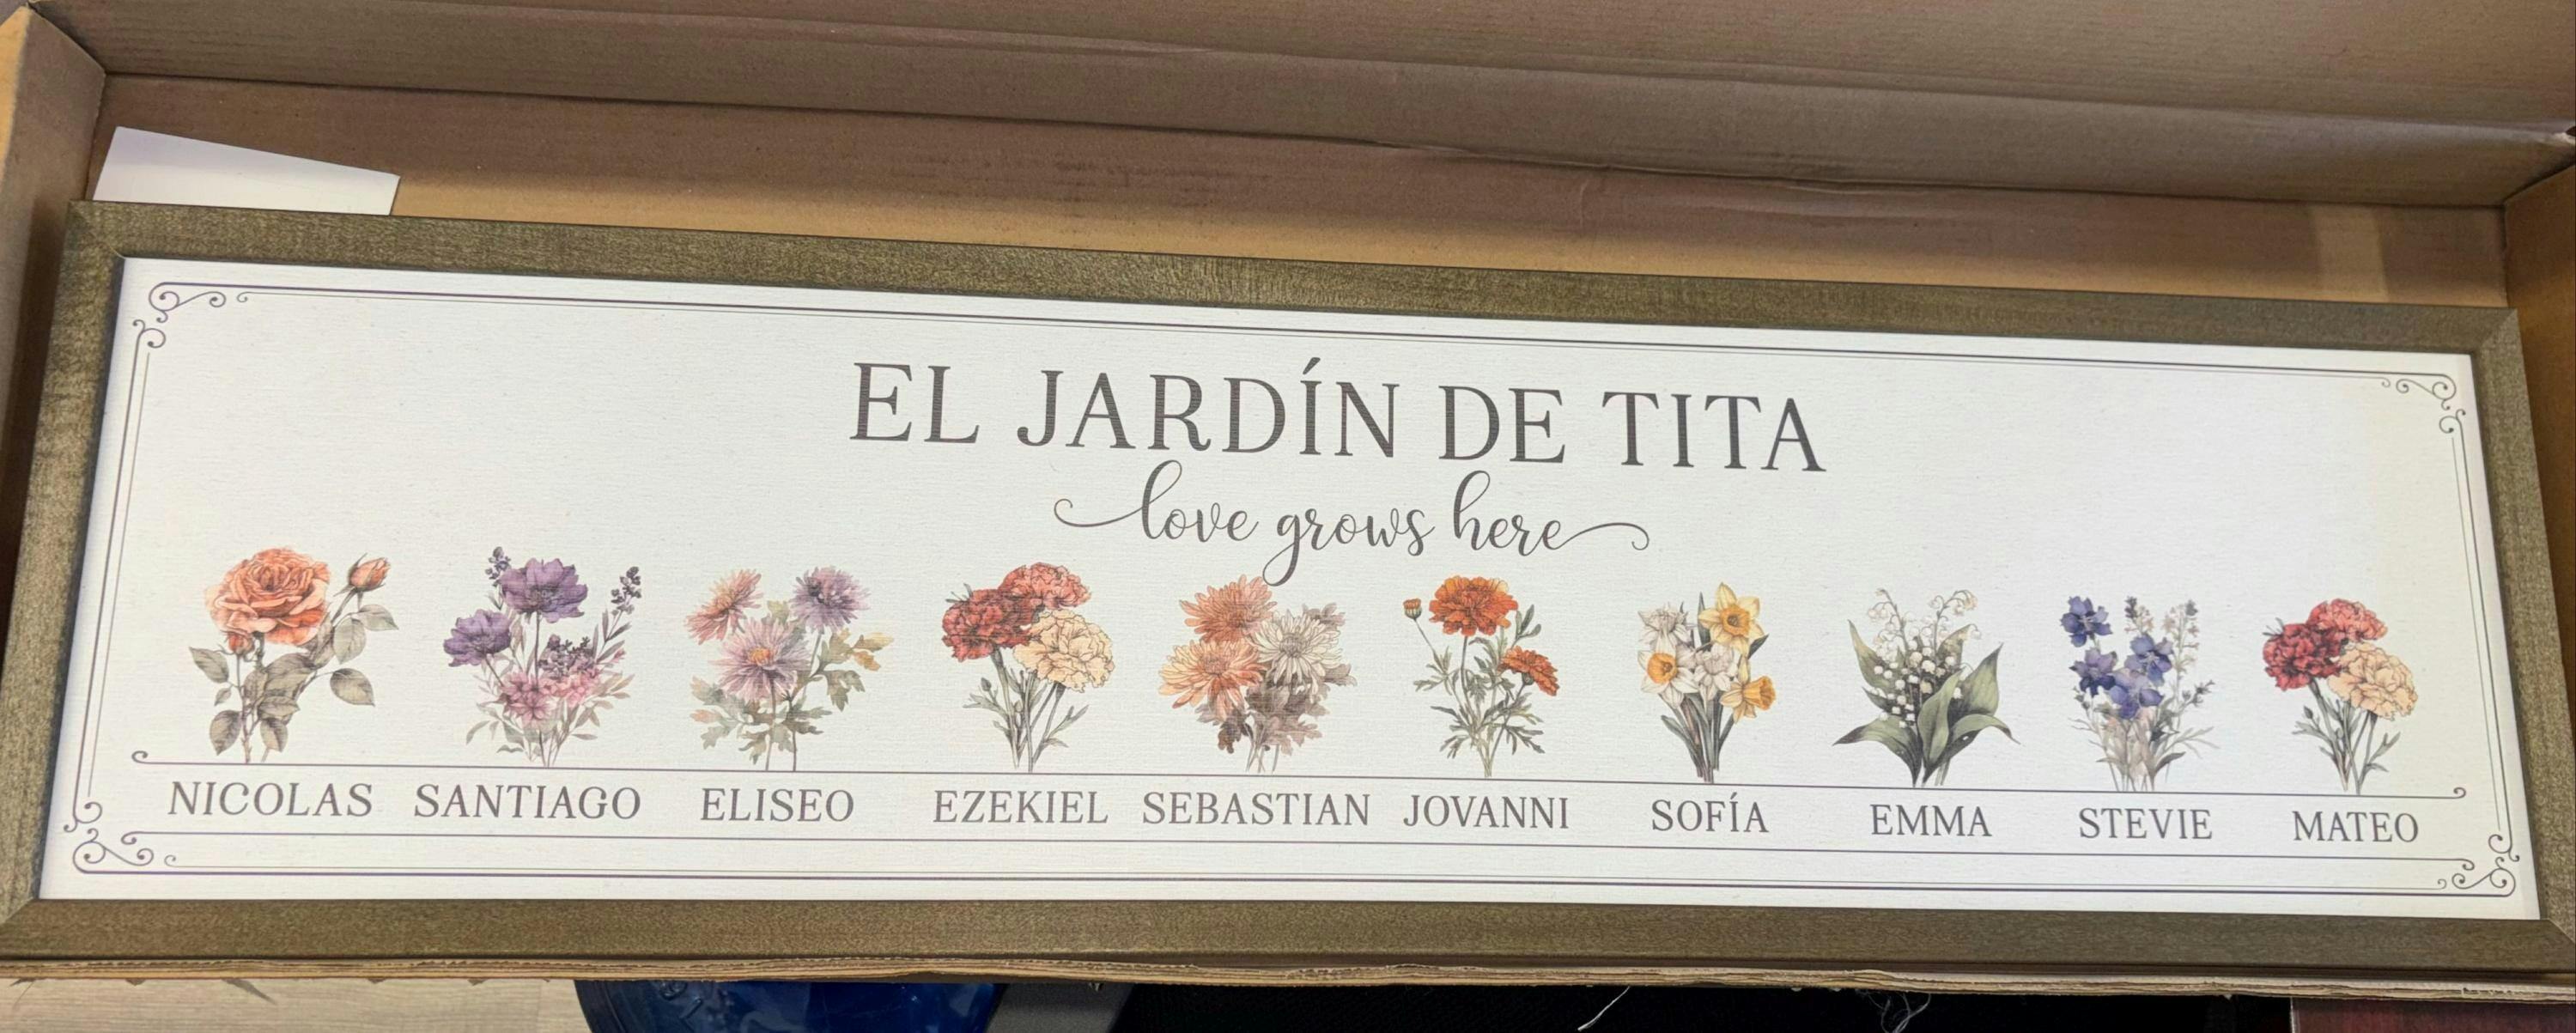 EL JARDÍN DE TITA
love grows here
NICOLAS SANTIAGO ELISEO EZEKIEL SEBASTIAN JOVANNI SOFÍA EMMA STEVIE MATEO